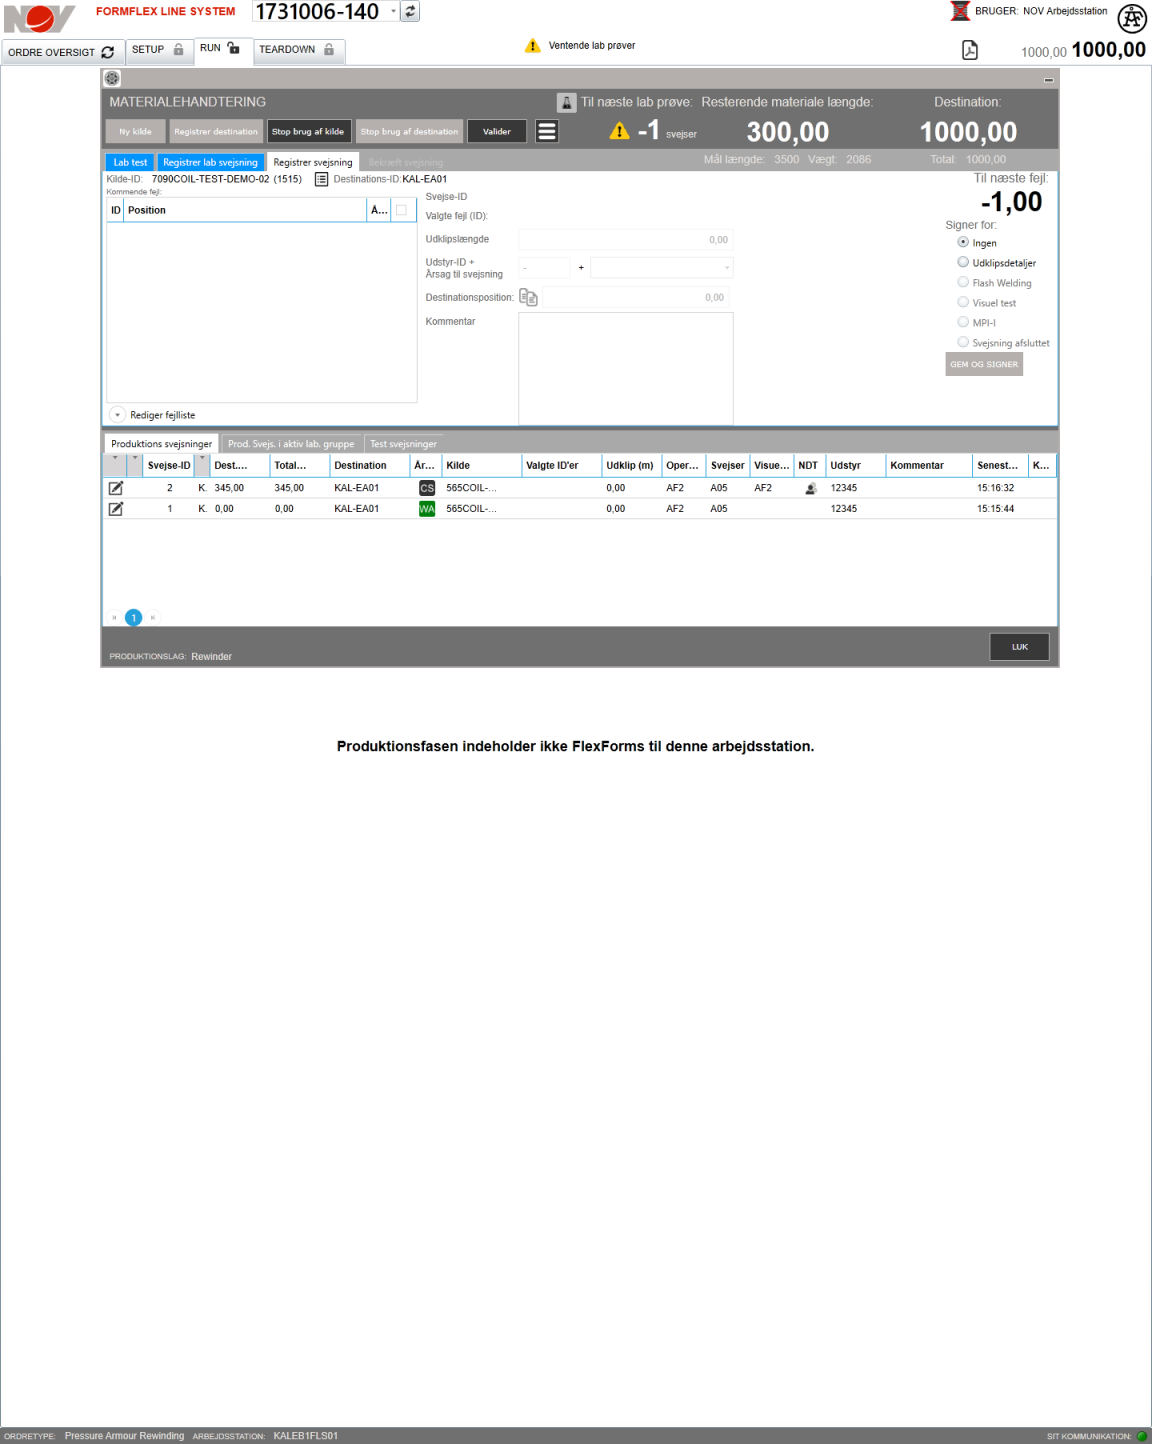 NOV FORMFLEX LINE SYSTEM 1731006-140 BRUGER: NOV Arbejdsstation
ORDRE OVERSIGT SETUP RUN TEARDOWN Ventende lab prøver 1000,00 1000,00
MATERIALEHANDTERING Til næste lab prøve: Resterende materiale længde: Destination:
Ny kilde Registrer destination Stop brug af kilde Stop brug af destination Valider -1 svejser 300,00 1000,00
Lab test Registrer lab svejsning Registrer svejsning Bekræft svejsning Mål længde: 3500 Vægt: 2086 Total: 1000,00
Kilde-ID: 7090COIL-TEST-DEMO-02 (1515) Destinations-ID: KAL-EA01 Til næste fejl:
Kommende fejl: -1,00
ID Position Å...
Svejse-ID
Valgte fejl (ID):
Udklipslængde 0,00
Udstyr-ID +
Årsag til svejsning - +
Destinationsposition: 0,00
Kommentar
Signer for:
Ingen
Udklipsdetaljer
Flash Welding
Visuel test
MPI-I
Svejsning afsluttet
GEM OG SIGNER
Rediger fejlliste
Produktions svejsninger Prod. Svejs. i aktiv lab. gruppe Test svejsninger
Svejse-ID Dest.... Total... Destination År... Kilde Valgte ID'er Udklip (m) Oper... Svejser Visue... NDT Udstyr Kommentar Senest... K...
2 K. 345,00 345,00 KAL-EA01 CS 565COIL-... 0,00 AF2 A05 AF2 12345 15:16:32
1 K. 0,00 0,00 KAL-EA01 WA 565COIL-... 0,00 AF2 A05 12345 15:15:44
1
PRODUKTIONSLAG: Rewinder LUK
Produktionsfasen indeholder ikke FlexForms til denne arbejdsstation.
ORDRETYPE: Pressure Armour Rewinding ARBEJDSSTATION: KALEB1FLS01 SIT KOMMUNIKATION: